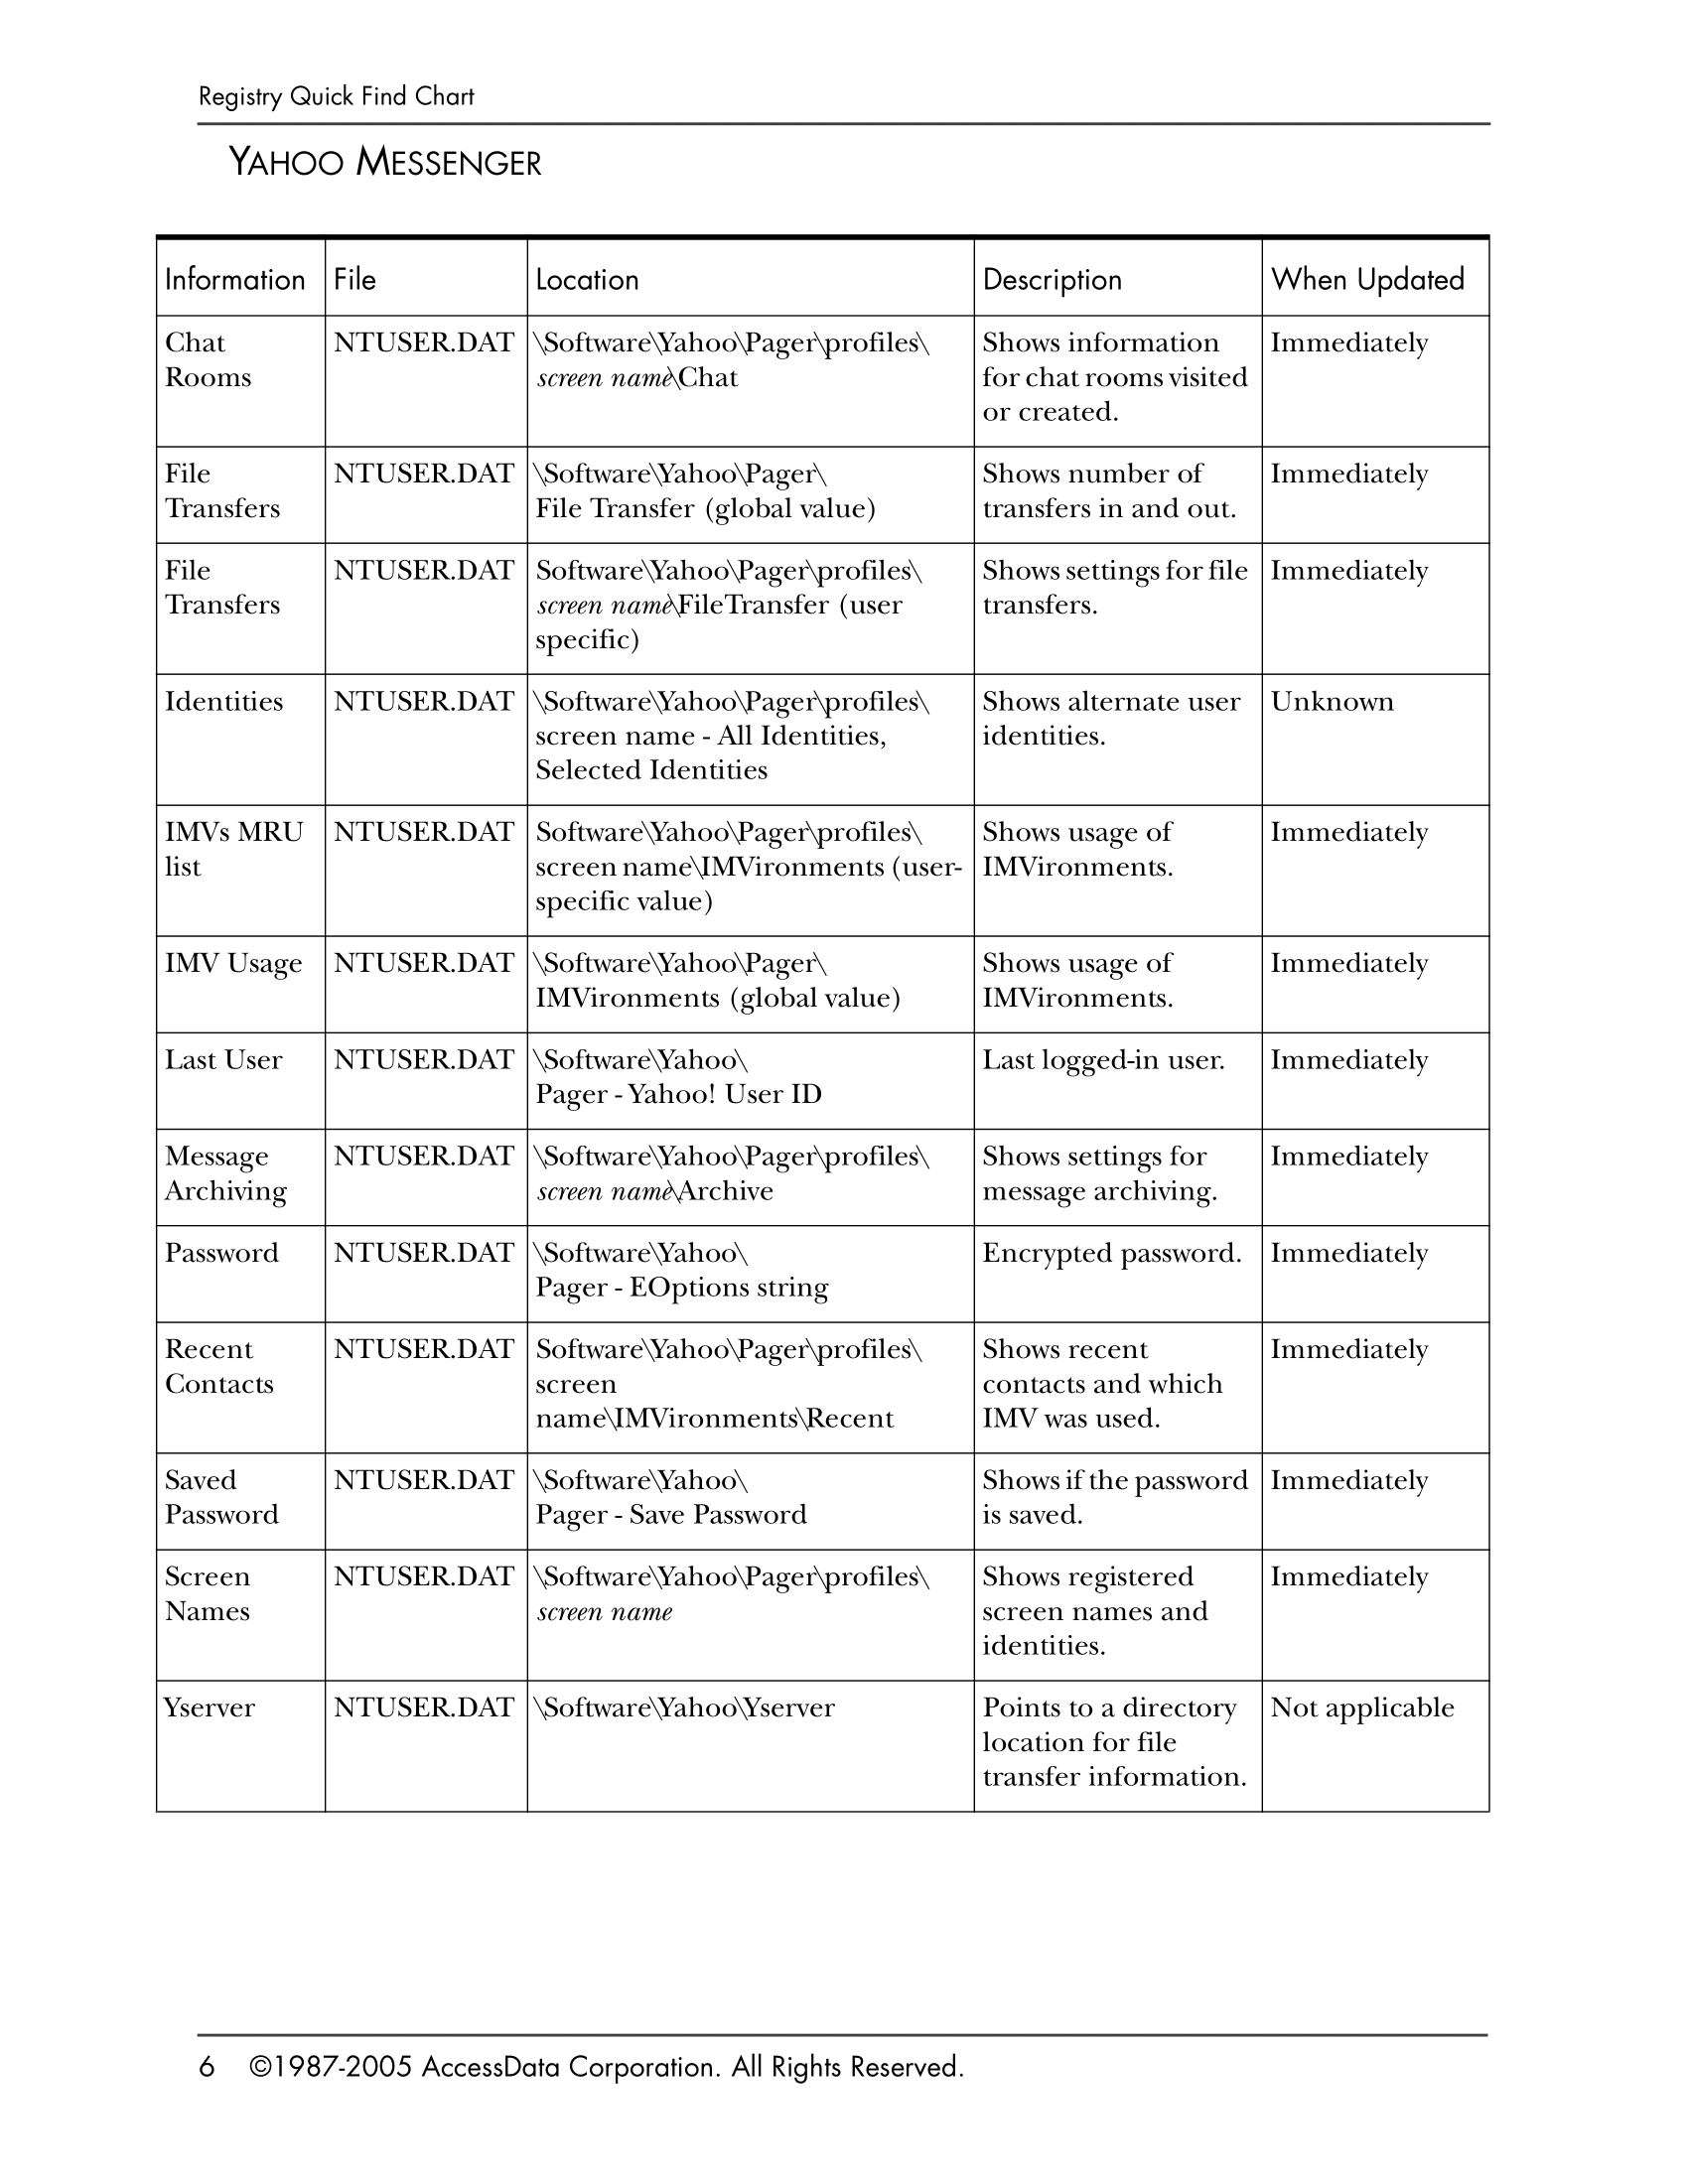 Registry Quick Find Chart
YAHOO MESSENGER
Information File Location Description When Updated
Chat NTUSER.DAT \Software\Yahoo\Pager\profiles\ Shows information Immediately
Rooms screen name\Chat for chat rooms visited
or created.
File NTUSER.DAT \Software\Yahoo\Pager\ Shows number of Immediately
Transfers File Transfer (global value) transfers in and out.
File NTUSER.DAT Software\Yahoo\Pager\profiles\ Shows settings for file Immediately
Transfers screen name\FileTransfer (user transfers.
specific)
Identities NTUSER.DAT \Software\Yahoo\Pager\profiles\ Shows alternate user Unknown
screen name - All Identities, identities.
Selected Identities
IMVs MRU NTUSER.DAT Software\Yahoo\Pager\profiles\ Shows usage of Immediately
list screen name\IMVironments (user- IMVironments.
specific value)
IMV Usage NTUSER.DAT \Software\Yahoo\Pager\ Shows usage of Immediately
IMVironments (global value) IMVironments.
Last User NTUSER.DAT \Software\Yahoo\ Last logged-in user. Immediately
Pager - Yahoo! User ID
Message NTUSER.DAT \Software\Yahoo\Pager\profiles\ Shows settings for Immediately
Archiving screen name\Archive message archiving.
Password NTUSER.DAT \Software\Yahoo\ Encrypted password. Immediately
Pager - EOptions string
Recent NTUSER.DAT Software\Yahoo\Pager\profiles\ Shows recent Immediately
Contacts screen contacts and which
name\IMVironments\Recent IMV was used.
Saved NTUSER.DAT \Software\Yahoo\ Shows if the password Immediately
Password Pager - Save Password is saved.
Screen NTUSER.DAT \Software\Yahoo\Pager\profiles\ Shows registered Immediately
Names screen name screen names and
identities.
Yserver NTUSER.DAT \Software\Yahoo\Yserver Points to a directory Not applicable
location for file
transfer information.
6 ©1987-2005 AccessData Corporation. All Rights Reserved.